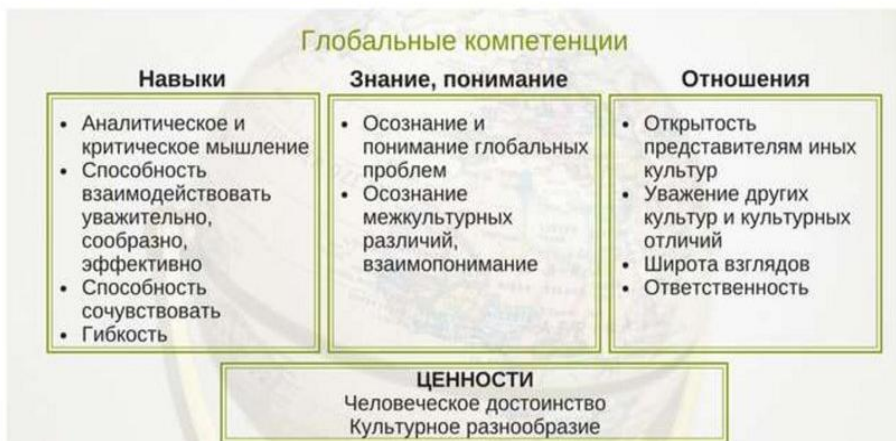 Глобальные компетенции
Навыки
• Аналитическое и
критическое мышление
• Способность
взаимодействовать
уважительно,
сообразно,
эффективно
• Способность
сочувствовать
• Гибкость
Знание, понимание
• Осознание и
понимание глобальных
проблем
• Осознание
межкультурных
различий,
взаимопонимание
Отношения
• Открытость
представителям иных
культур
• Уважение других
культур и культурных
отличий
• Широта взглядов
• Ответственность
ЦЕННОСТИ
Человеческое достоинство
Культурное разнообразие